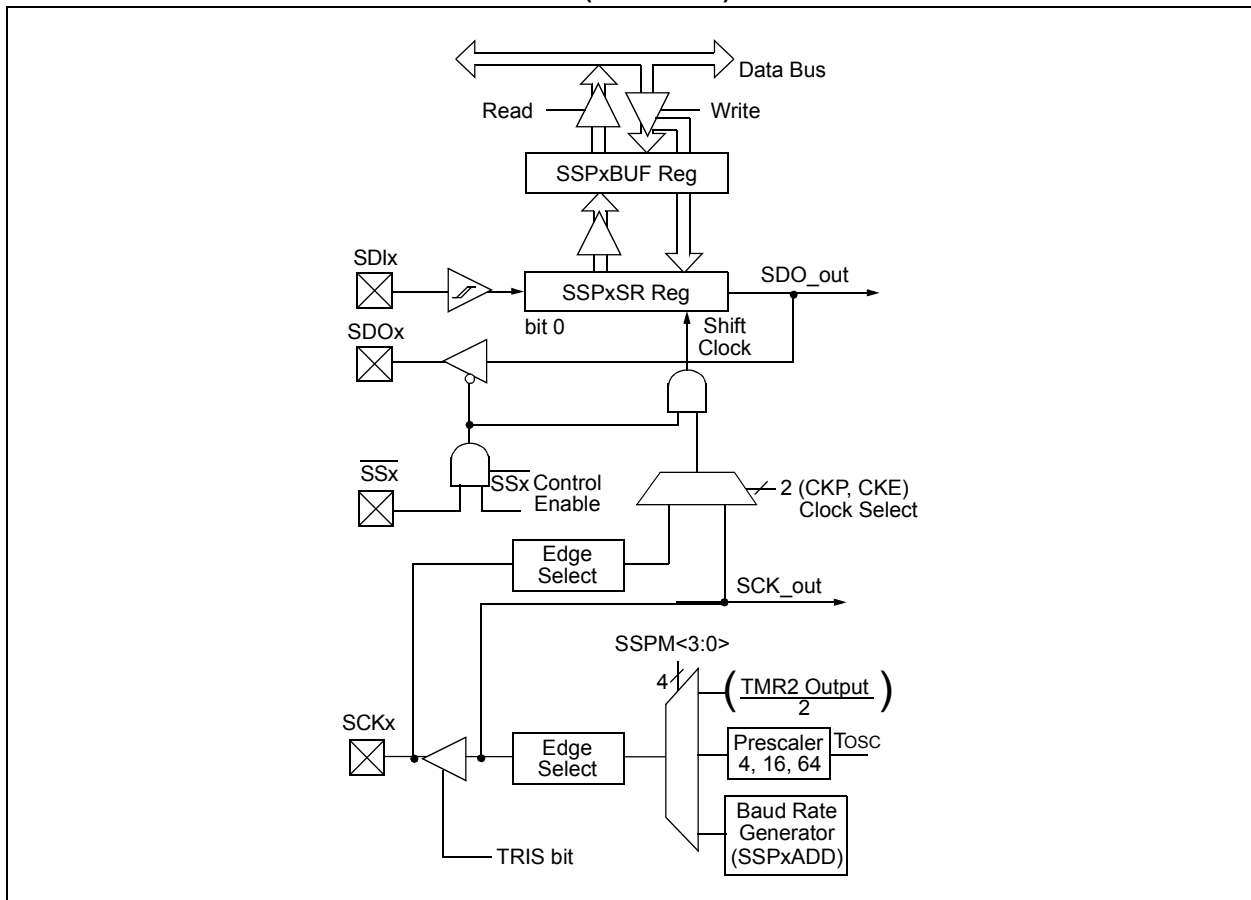 Data Bus
Read
Write
SSPxBUF Reg
SDIx
SDO_out
SSPxSR Reg
bit 0
Shift
Clock
SDOx
SSx
SSx Control
Enable
2 (CKP, CKE)
Clock Select
Edge
Select
SCK_out
SSPM<3:0>
4
(TMR2 Output)
2
SCKx
Edge
Select
Prescaler
4, 16, 64
TOSC
Baud Rate
Generator
(SSPxADD)
TRIS bit